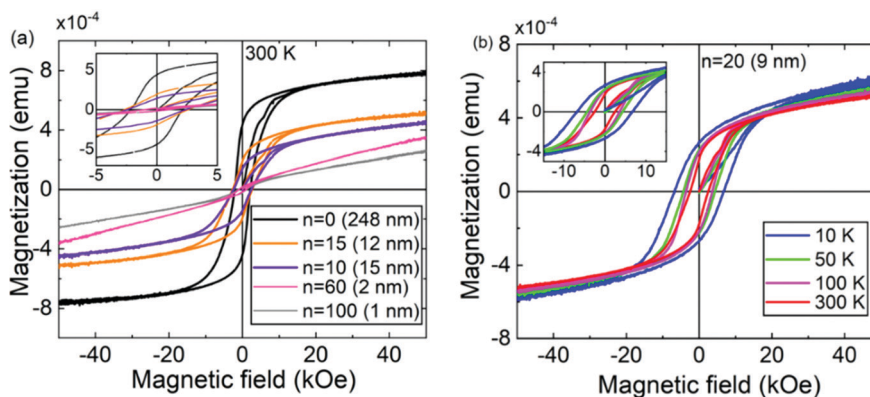 (a)
x10-4
300 K
5
0
-5
-5
0
5
8
4
0
-4
-8
Magnetization (emu)
n=0 (248 nm)
n=15 (12 nm)
n=10 (15 nm)
n=60 (2 nm)
n=100 (1 nm)
-40
-20
0
20
40
Magnetic field (kOe)
(b)
x10-4
n=20 (9 nm)
4
0
-4
-10
0
10
8
4
0
-4
-8
Magnetization (emu)
10 K
50 K
100 K
300 K
-40
-20
0
20
40
Magnetic field (kOe)